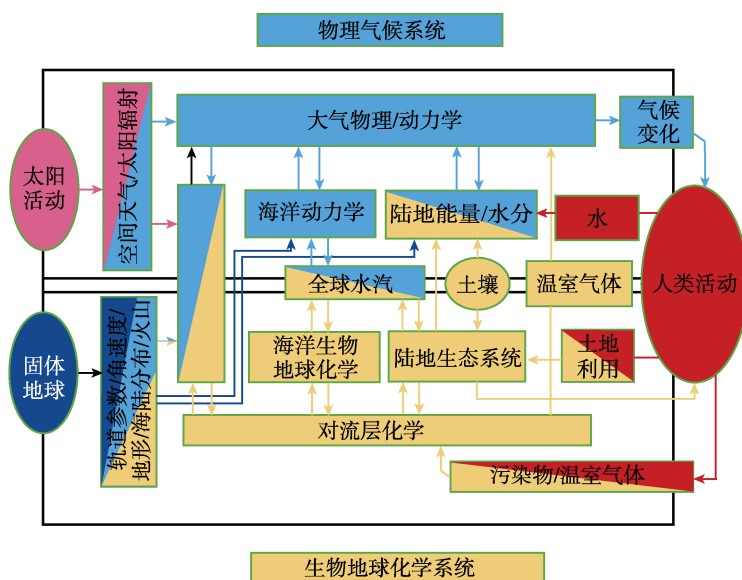 物理气候系统
大气物理/动力学
气候
变化
太阳
活动
空间天气/太阳辐射
海洋动力学
陆地能量/水分
水
全球水汽
土壤
温室气体
人类活动
固体
地球
轨道参数/角速度/
地形/海陆分布/火山
海洋生物
地球化学
陆地生态系统
土地
利用
对流层化学
污染物/温室气体
生物地球化学系统